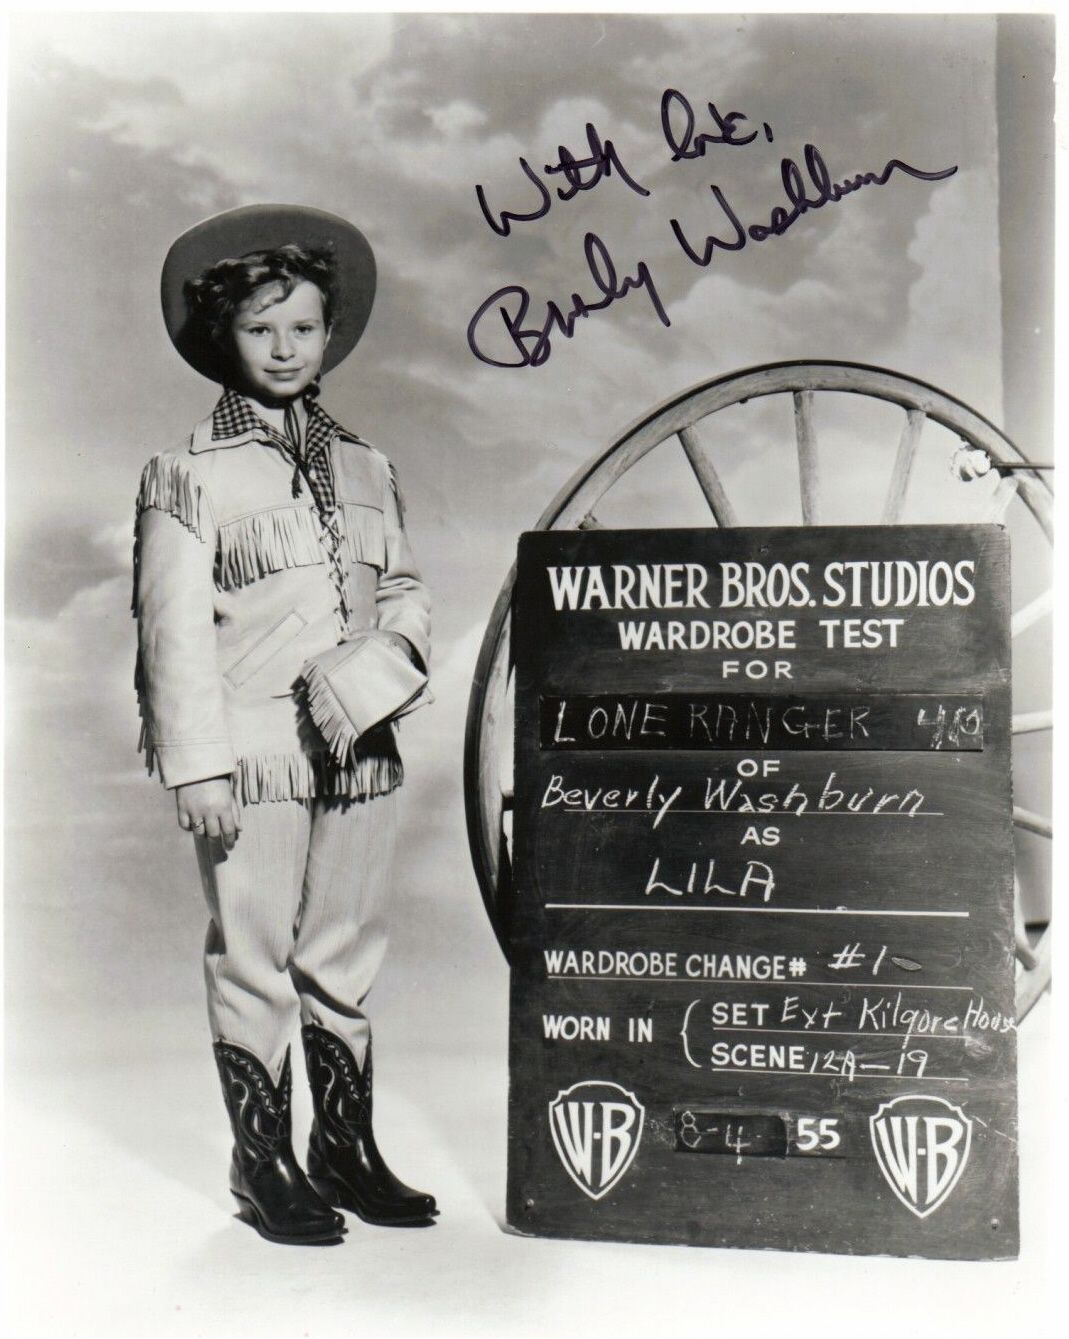 With love,
Beverly Washburn
WARNER BROS. STUDIOS
WARDROBE TEST
FOR
LONE RANGER
OF
Beverly Washburn
AS
LILA
WARDROBE CHANGE# #1
WORN IN
SET Ext Kilgore House
SCENE 12A-19
W-B
8-4 55
W-B